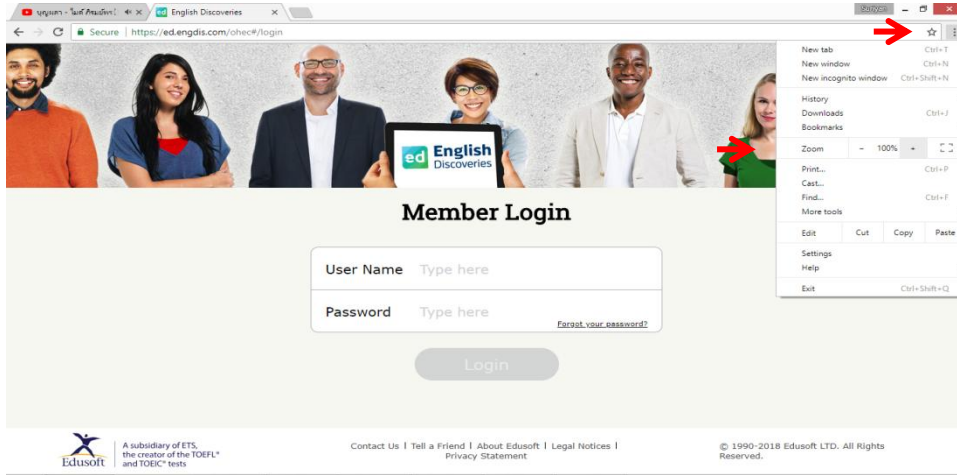 English Discoveries
Secure | https://ed.engdis.com/ohec#/login
New tab Ctrl+T
New window Ctrl+N
New incognito window Ctrl+Shift+N
History
Downloads Ctrl+J
Bookmarks
Zoom - 100% + 
Print... Ctrl+P
Cast...
Find... Ctrl+F
More tools
Edit Cut Copy Paste
Settings
Help
Exit Ctrl+Shift+Q
ed English
Discoveries
Member Login
User Name Type here
Password Type here
Forgot your password?
Login
Edusoft
A subsidiary of ETS,
the creator of the TOEFL®
and TOEIC® tests
Contact Us | Tell a Friend | About Edusoft | Legal Notices |
Privacy Statement
© 1990-2018 Edusoft LTD. All Rights
Reserved.